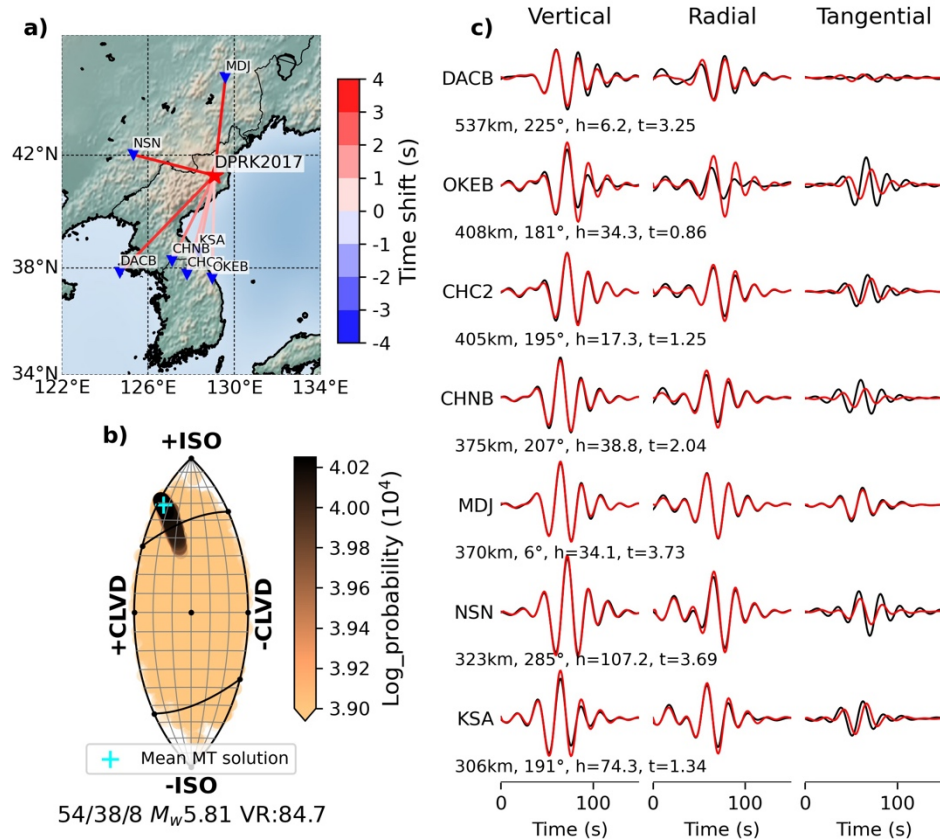 a)
MDJ
NSN
42°N
DPRK2017
KSA
CHNB
DACB
CHC2
OKEB
38°N
34°N
122°E
126°E
130°E
134°E
4
3
2
1
0
-1
-2
-3
-4
Time shift (s)
b)
+ISO
+CLVD
-CLVD
Mean MT solution
-ISO
54/38/8 Mw5.81 VR:84.7
4.02
4.00
3.98
3.96
3.94
3.92
3.90
Log_probability (10⁴)
c)
Vertical Radial Tangential
DACB
537km, 225°, h=6.2, t=3.25
OKEB
408km, 181°, h=34.3, t=0.86
CHC2
405km, 195°, h=17.3, t=1.25
CHNB
375km, 207°, h=38.8, t=2.04
MDJ
370km, 6°, h=34.1, t=3.73
NSN
323km, 285°, h=107.2, t=3.69
KSA
306km, 191°, h=74.3, t=1.34
0 100 0 100 0 100
Time (s) Time (s) Time (s)